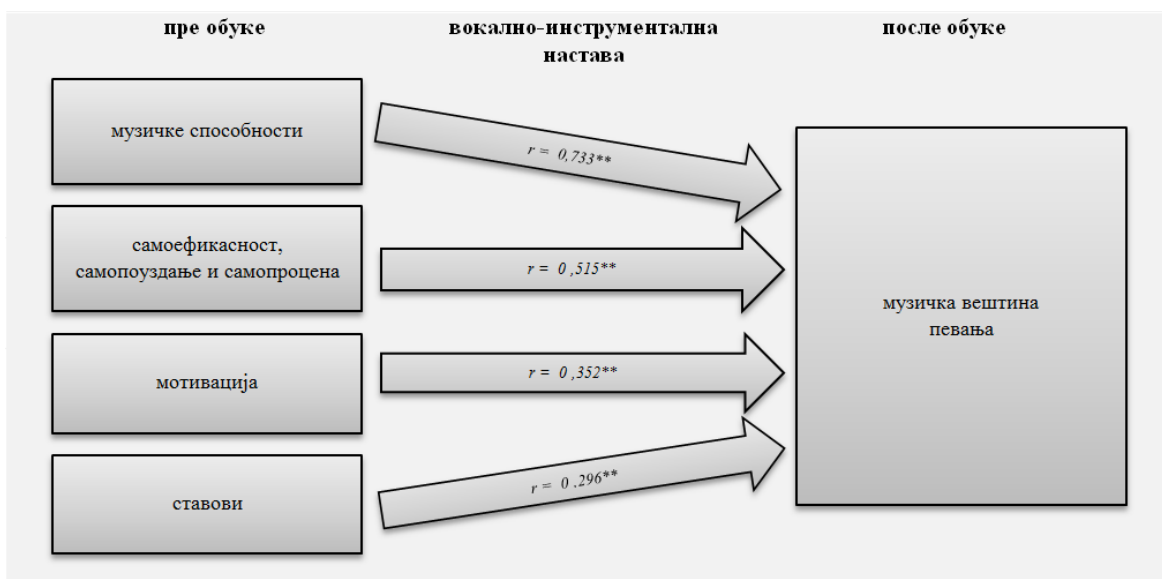 пре обуке
вокално-инструментална
настава
после обуке
музичке способности
r = 0,733**
самоефикасност,
самопоуздање и самопроцена
r = 0,515**
музичка вештина
певања
мотивација
r = 0,352**
ставови
r = 0.296**